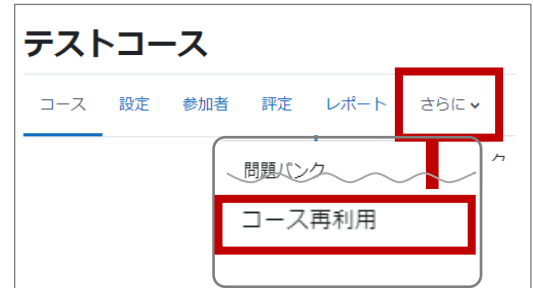 テストコース
コース 設定 参加者 評定 レポート さらに
ク
問題バンク
コース再利用